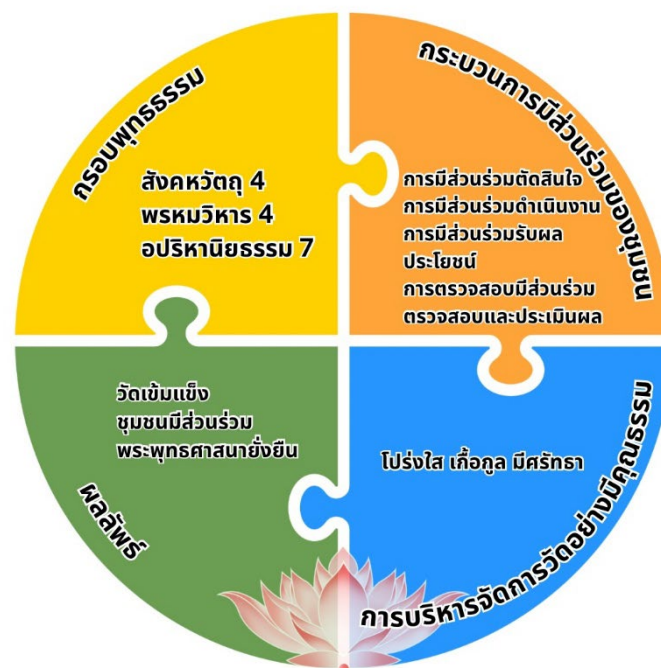 กรอบพุทธธรรม
สังคหวัตถุ 4
พรหมวิหาร 4
อปริหานิยธรรม 7
กระบวนการมีส่วนร่วมของชุมชน
การมีส่วนร่วมตัดสินใจ
การมีส่วนร่วมดำเนินงาน
การมีส่วนร่วมรับผล
ประโยชน์
การตรวจสอบมีส่วนร่วม
ตรวจสอบและประเมินผล
วัดเข้มแข็ง
ชุมชนมีส่วนร่วม
พระพุทธศาสนายั่งยืน
ผลลัพธ์
โปร่งใส เกื้อกูล มีศรัทธา
การบริหารจัดการวัดอย่างมีคุณธรรม